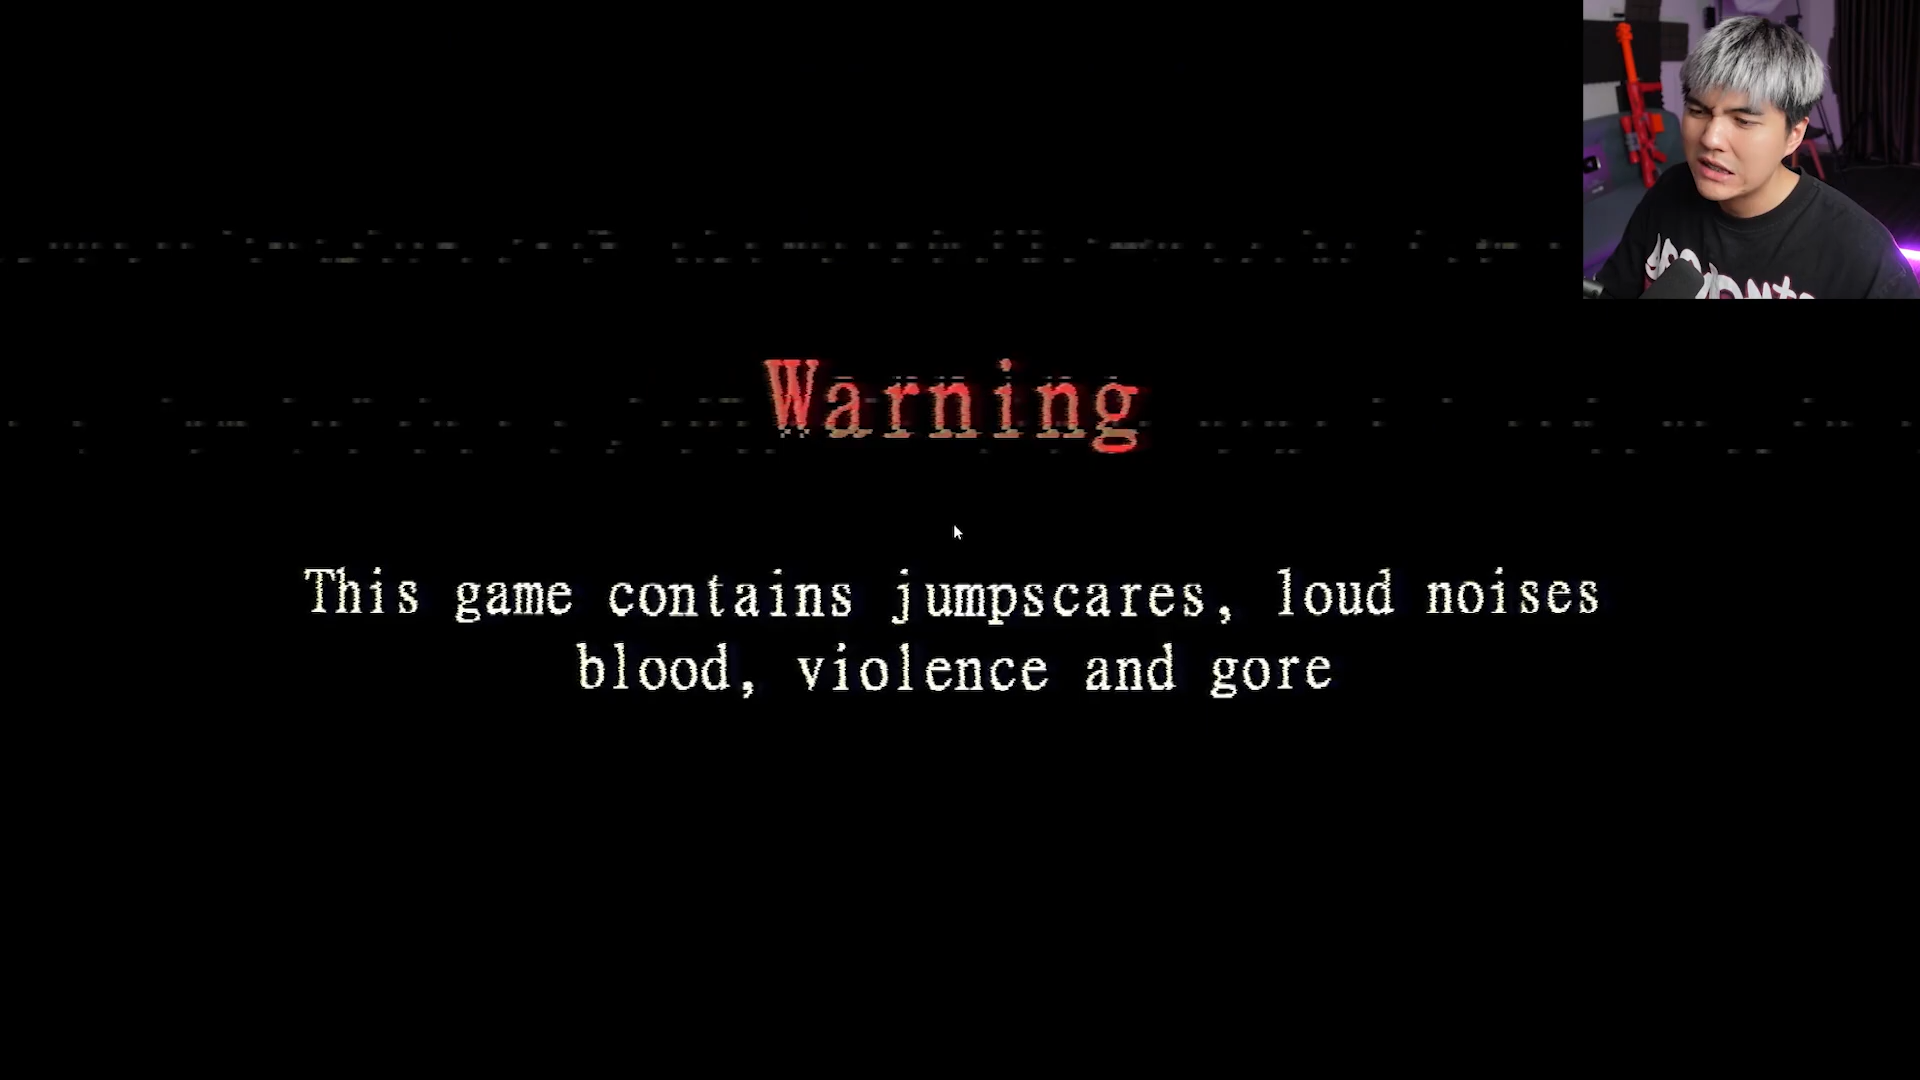 Warning
This game contains jumpscares, loud noises
blood, violence and gore